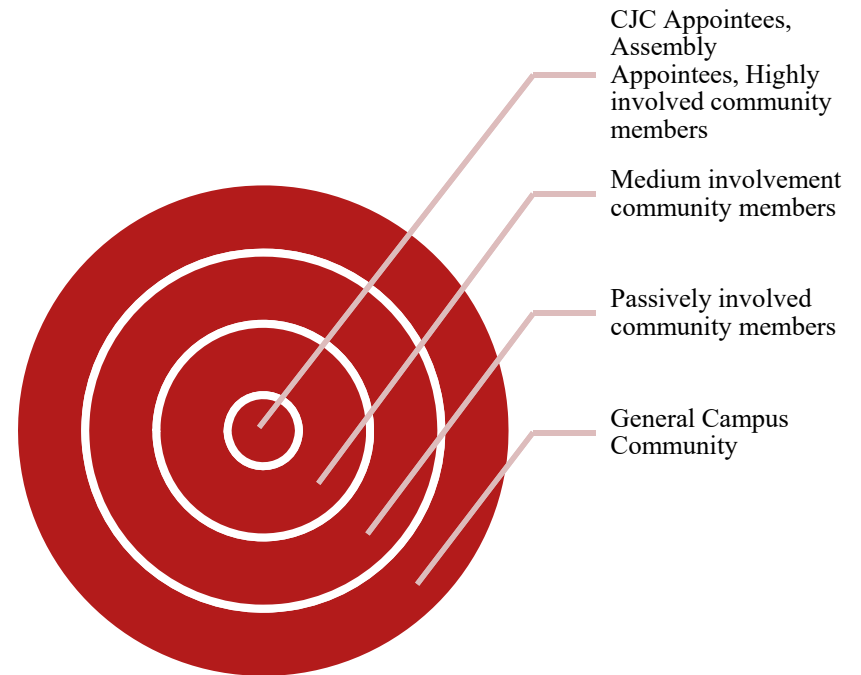 CJC Appointees,
Assembly
Appointees, Highly
involved community
members
Medium involvement
community members
Passively involved
community members
General Campus
Community